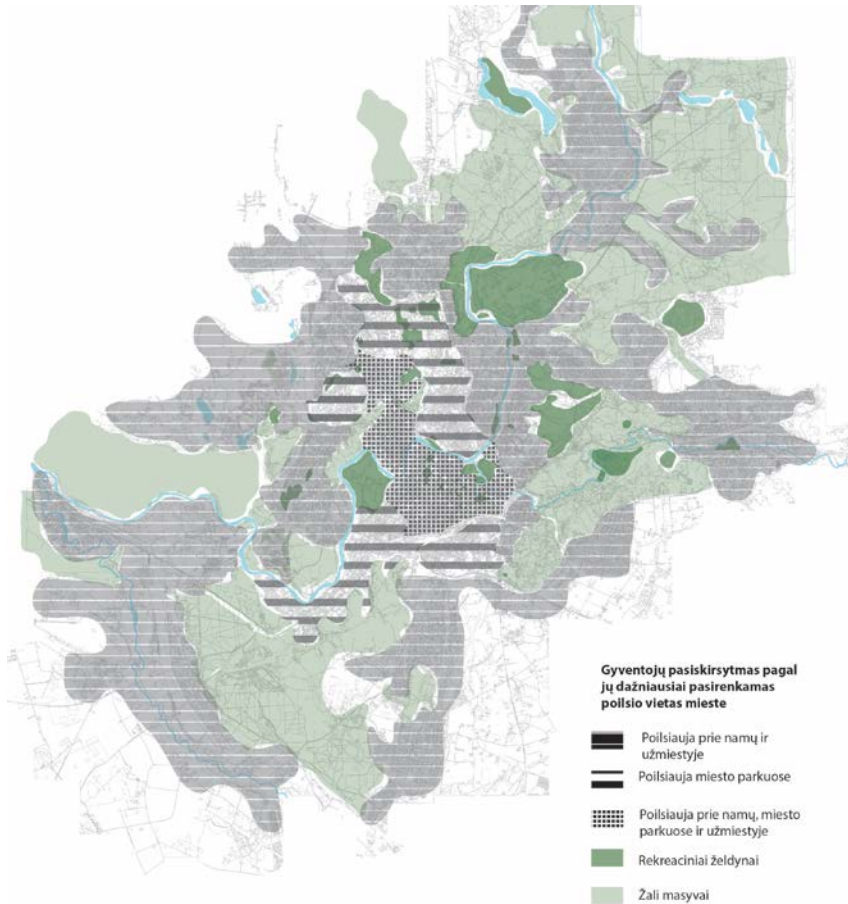 Gyventojų pasiskirstymas pagal
jų dažniausiai pasirenkamas
poilsio vietas mieste
Poilsiauja prie namų ir
užmiestyje
Poilsiauja miesto parkuose
Poilsiauja prie namų, miesto
parkuose ir užmiestyje
Rekreaciniai želdynai
Žali masyvai